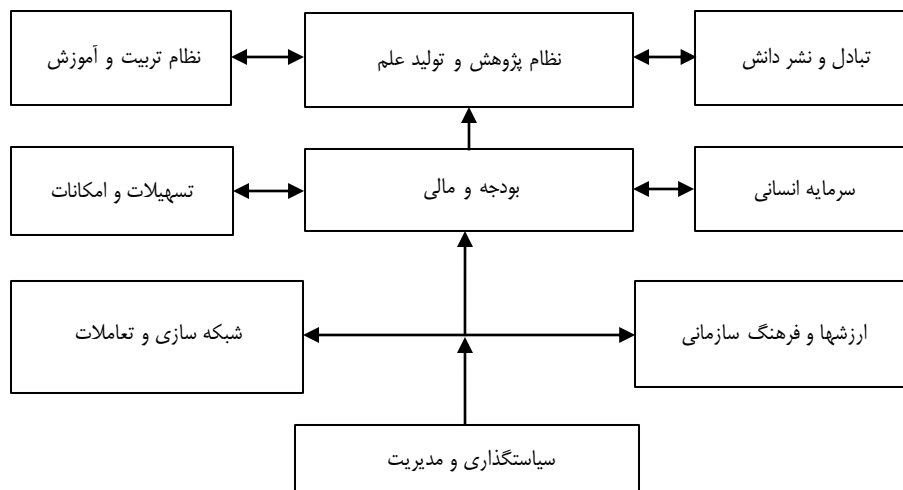 تبادل و نشر دانش
نظام پژوهش و تولید علم
نظام تربیت و آموزش
سرمایه انسانی
بودجه و مالی
تسهیلات و امکانات
ارزشها و فرهنگ سازمانی
شبکه سازی و تعاملات
سیاستگذاری و مدیریت